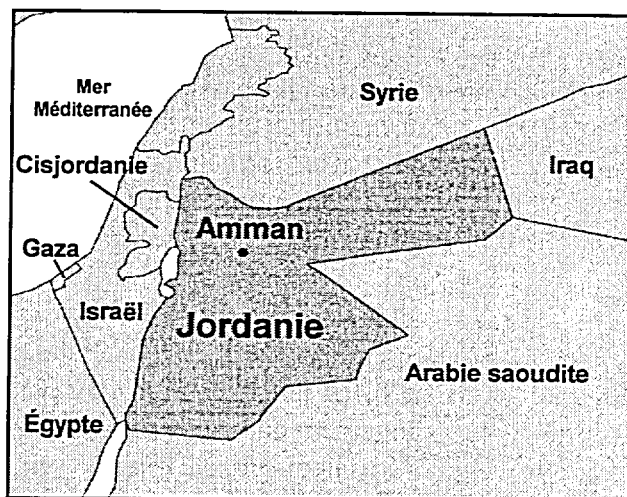 Mer
Méditerranée
Syrie
Cisjordanie
Iraq
Amman
Gaza
Israël
Jordanie
Arabie saoudite
Égypte